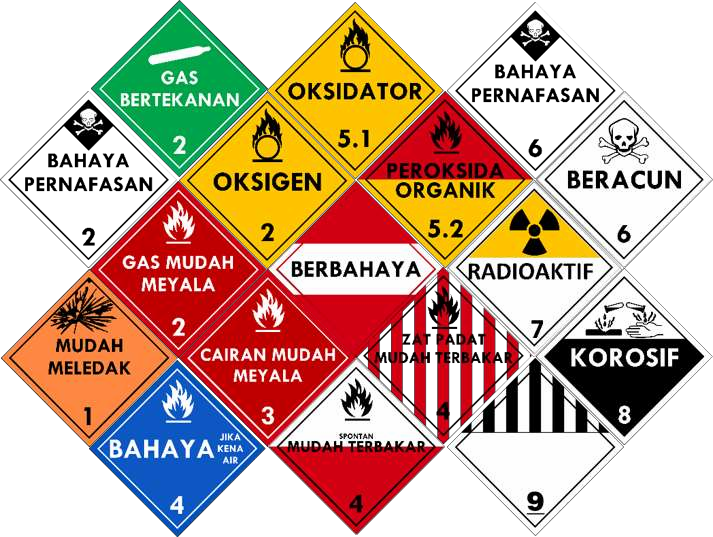 GAS
BERTEKANAN
2
OKSIDATOR
5.1
BAHAYA
PERNAFASAN
6
BAHAYA
PERNAFASAN
2
OKSIGEN
2
PEROKSIDA
ORGANIK
5.2
BERACUN
6
GAS MUDAH
MEYALA
2
BERBAHAYA
RADIOAKTIF
7
MUDAH
MELEDAK
1
CAIRAN MUDAH
MEYALA
3
ZAT PADAT
MUDAH TERBAKAR
4
KOROSIF
8
BAHAYA JIKA
KENA
AIR
4
SPONTAN
MUDAH TERBAKAR
4
9